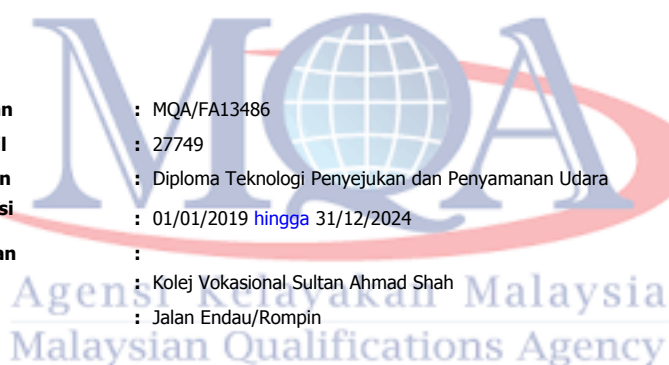 MQA
an : MQA/FA13486
l : 27749
n : Diploma Teknologi Penyejukan dan Penyamanan Udara
si : 01/01/2019 hingga 31/12/2024
an :
: Kolej Vokasional Sultan Ahmad Shah
: Jalan Endau/Rompin
Agensi Kelayakan Malaysia
Malaysian Qualifications Agency